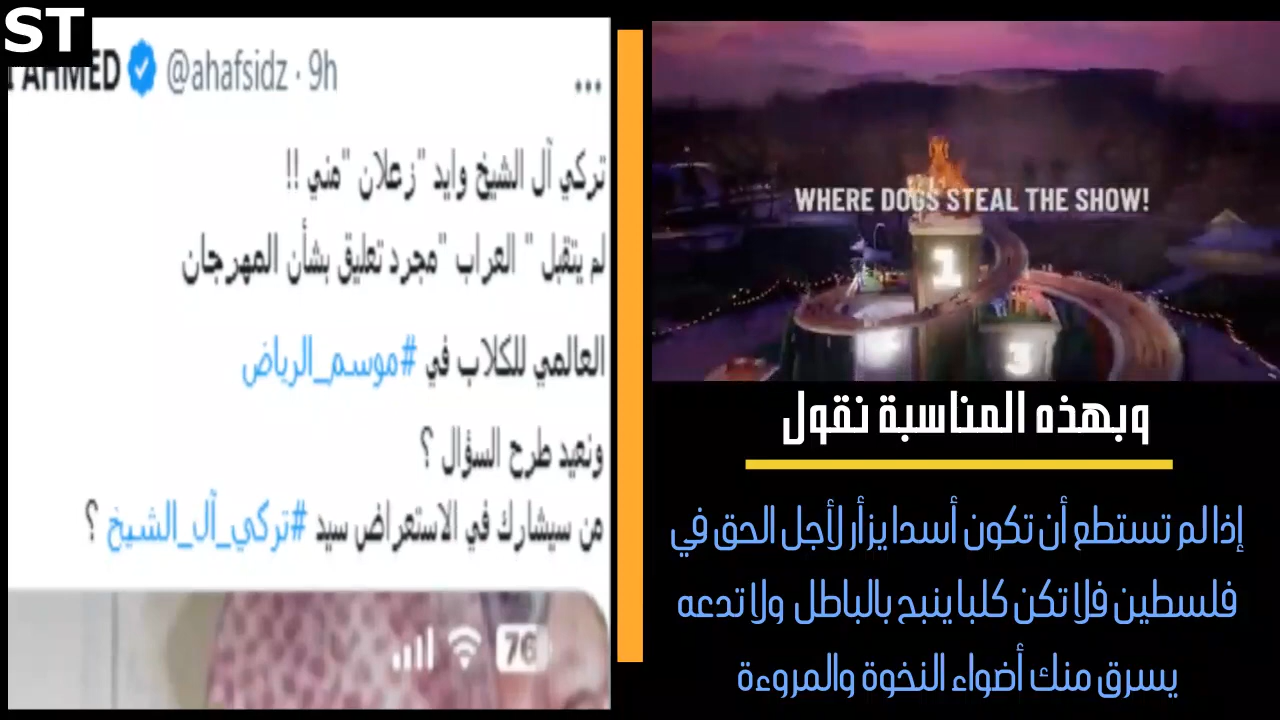 ST
AHMED @ahafsidz · 9h
...
تركي آل الشيخ وايد "زعلان "مني !!
لم يتقبل " العراب "مجرد تعليق بشأن المهرجان
العالمي للكلاب في #موسم_الرياض
ونعيد طرح السؤال ؟
من سيشارك في الاستعراض سيد #تركي_آل_الشيخ ؟
76
WHERE DOGS STEAL THE SHOW!
1
3
وبهذه المناسبة نقول
إذا لم تستطع أن تكون أسدا يزأر لأجل الحق في
فلسطين فلا تكن كلبا ينبح بالباطل ولا تدعه
يسرق منك أضواء النخوة والمروءة